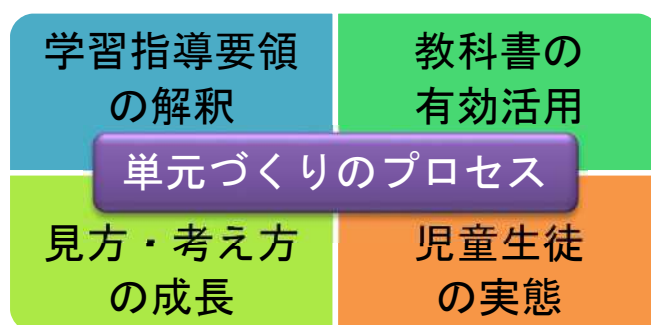 学習指導要領
の解釈
教科書の
有効活用
単元づくりのプロセス
見方・考え方
の成長
児童生徒
の実態